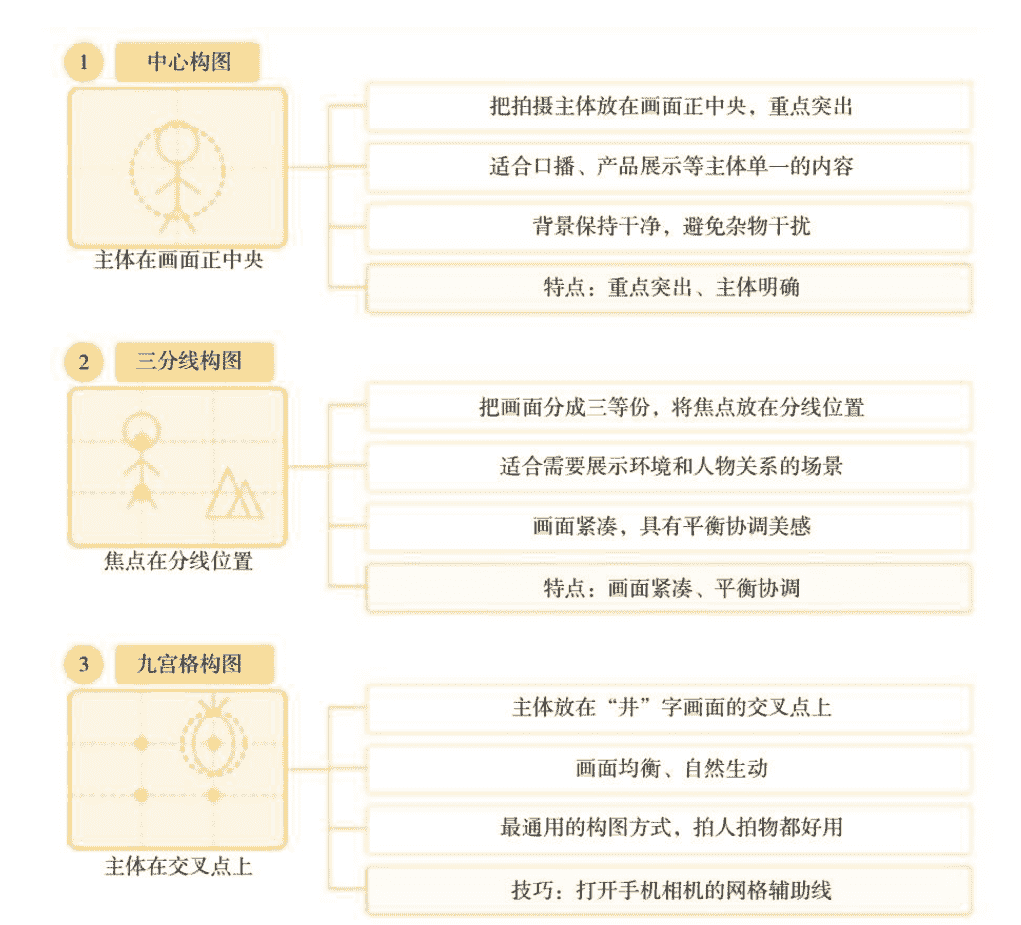 1 中心构图
把拍摄主体放在画面正中央，重点突出
适合口播、产品展示等主体单一的内容
背景保持干净，避免杂物干扰
特点：重点突出、主体明确
主体在画面正中央
2 三分线构图
把画面分成三等份，将焦点放在分线位置
适合需要展示环境和人物关系的场景
画面紧凑，具有平衡协调美感
特点：画面紧凑、平衡协调
焦点在分线位置
3 九宫格构图
主体放在“井”字画面的交叉点上
画面均衡、自然生动
最通用的构图方式，拍人拍物都好用
技巧：打开手机相机的网格辅助线
主体在交叉点上